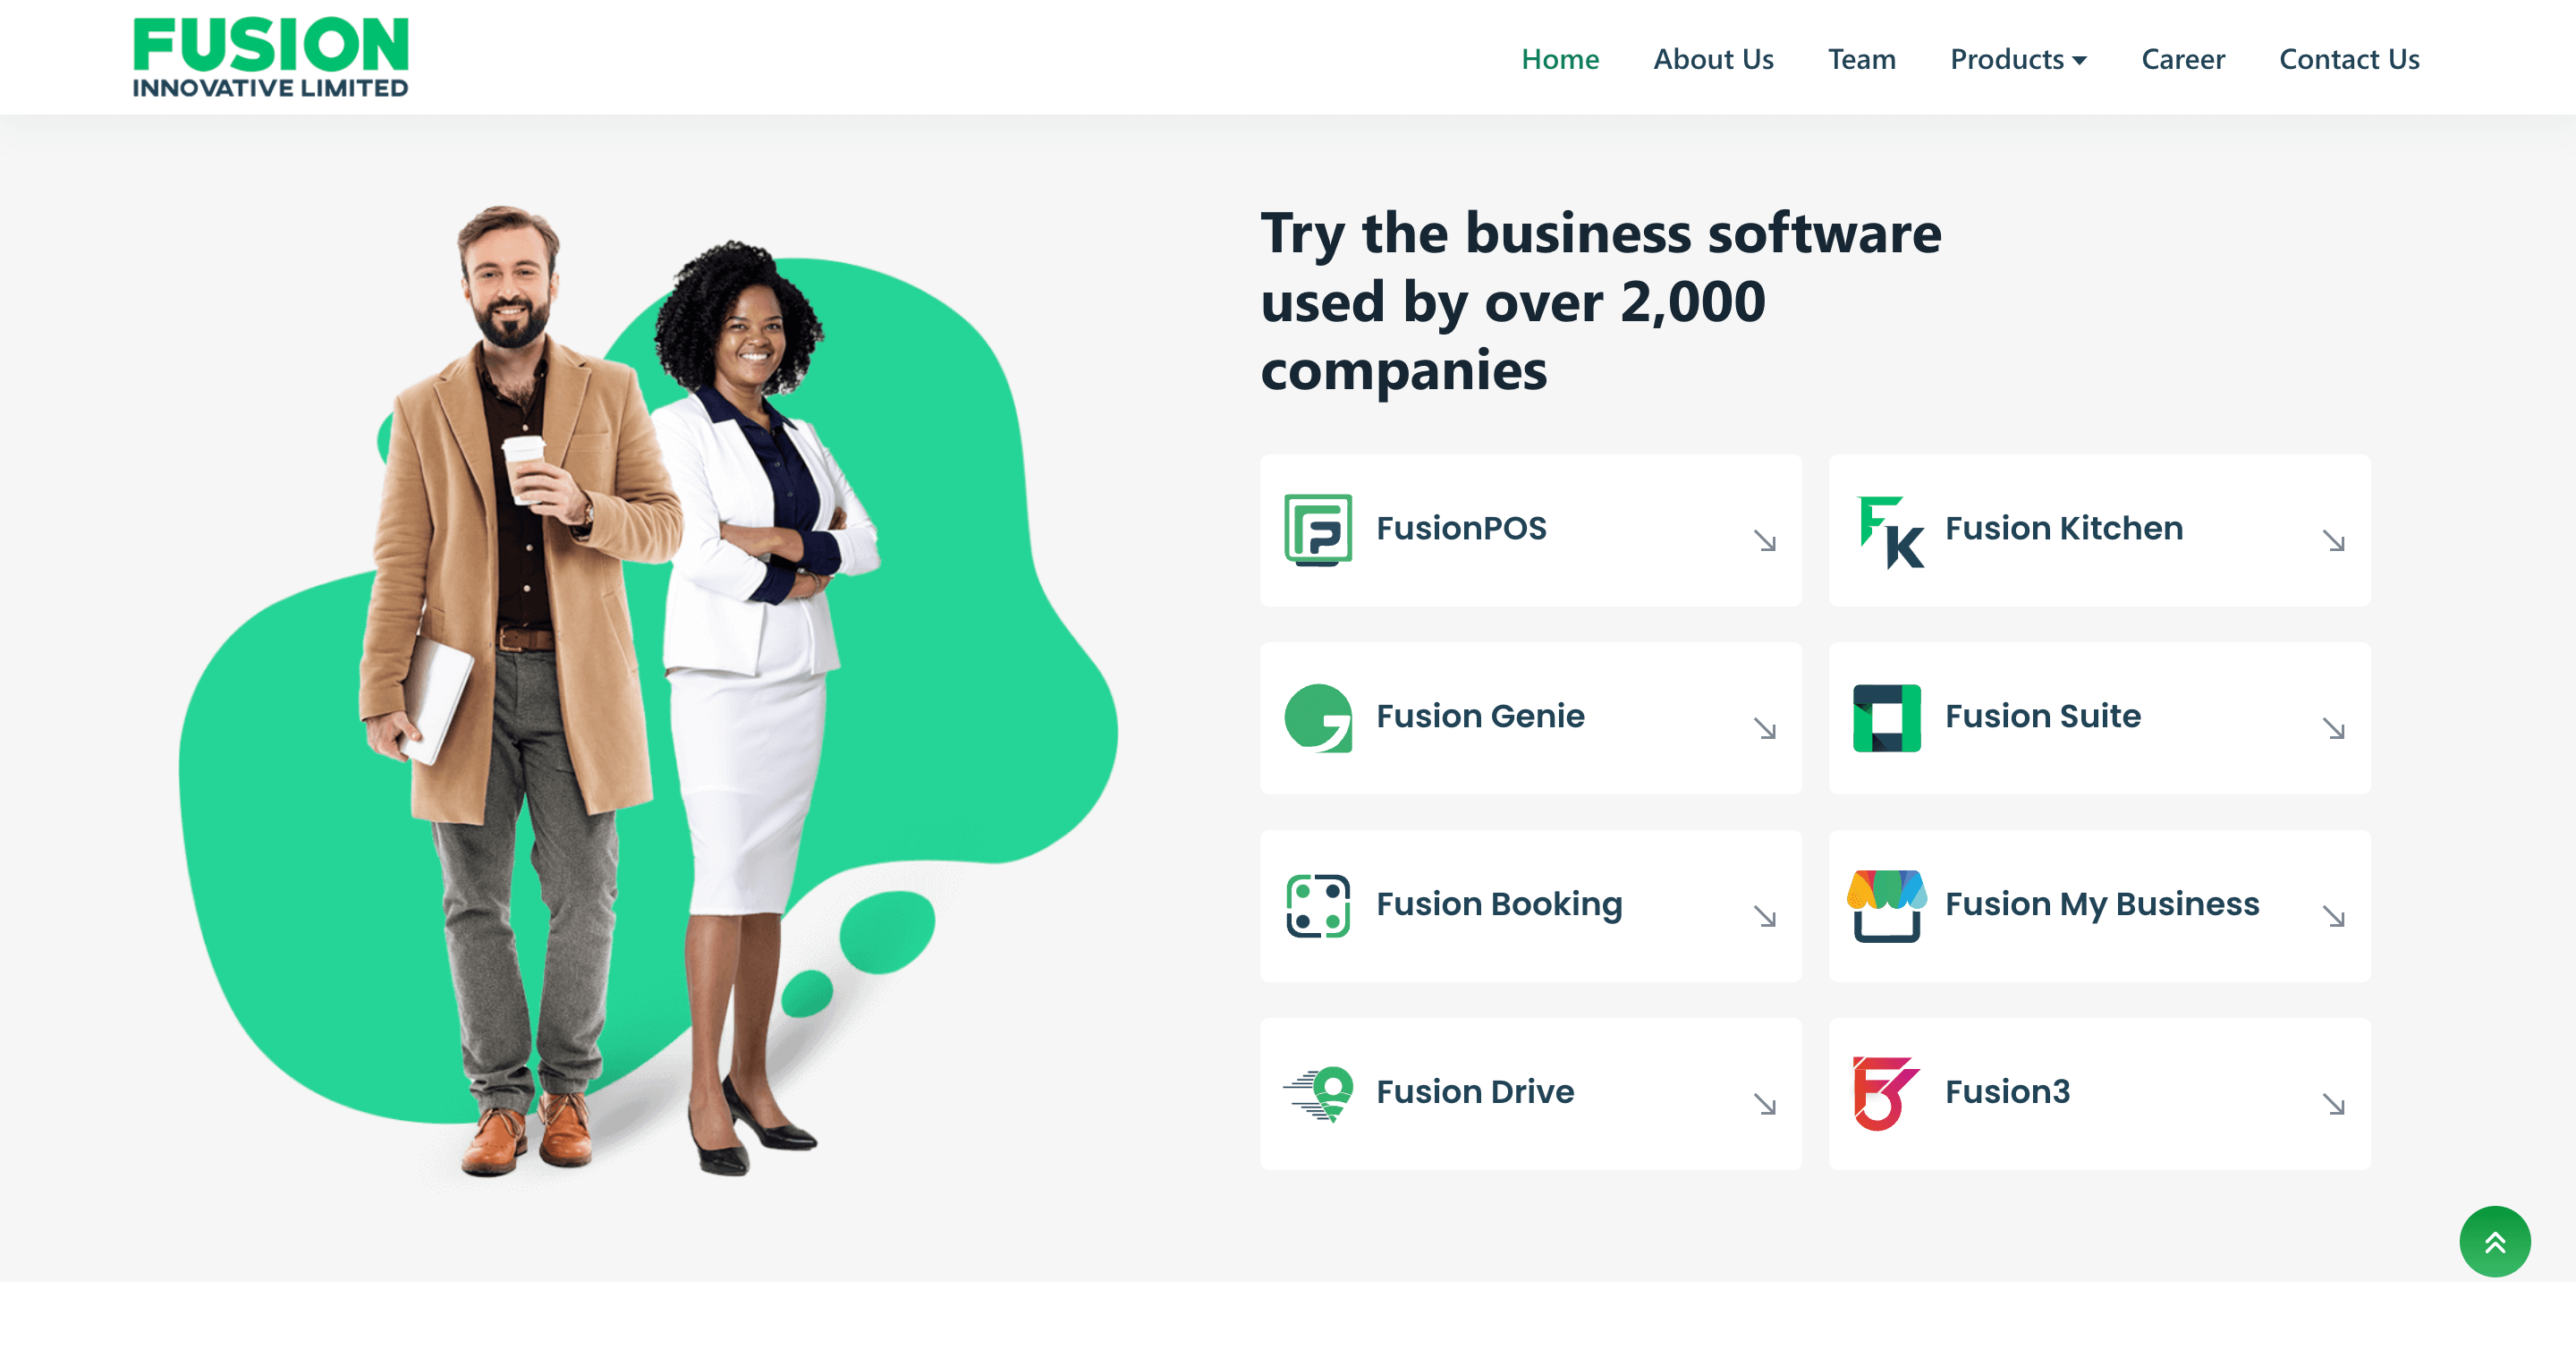 FUSION
INNOVATIVE LIMITED
Home
About Us
Team
Products
Career
Contact Us
Try the business software
used by over 2,000
companies
FusionPOS
Fusion Kitchen
Fusion Genie
Fusion Suite
Fusion Booking
Fusion My Business
Fusion Drive
Fusion3